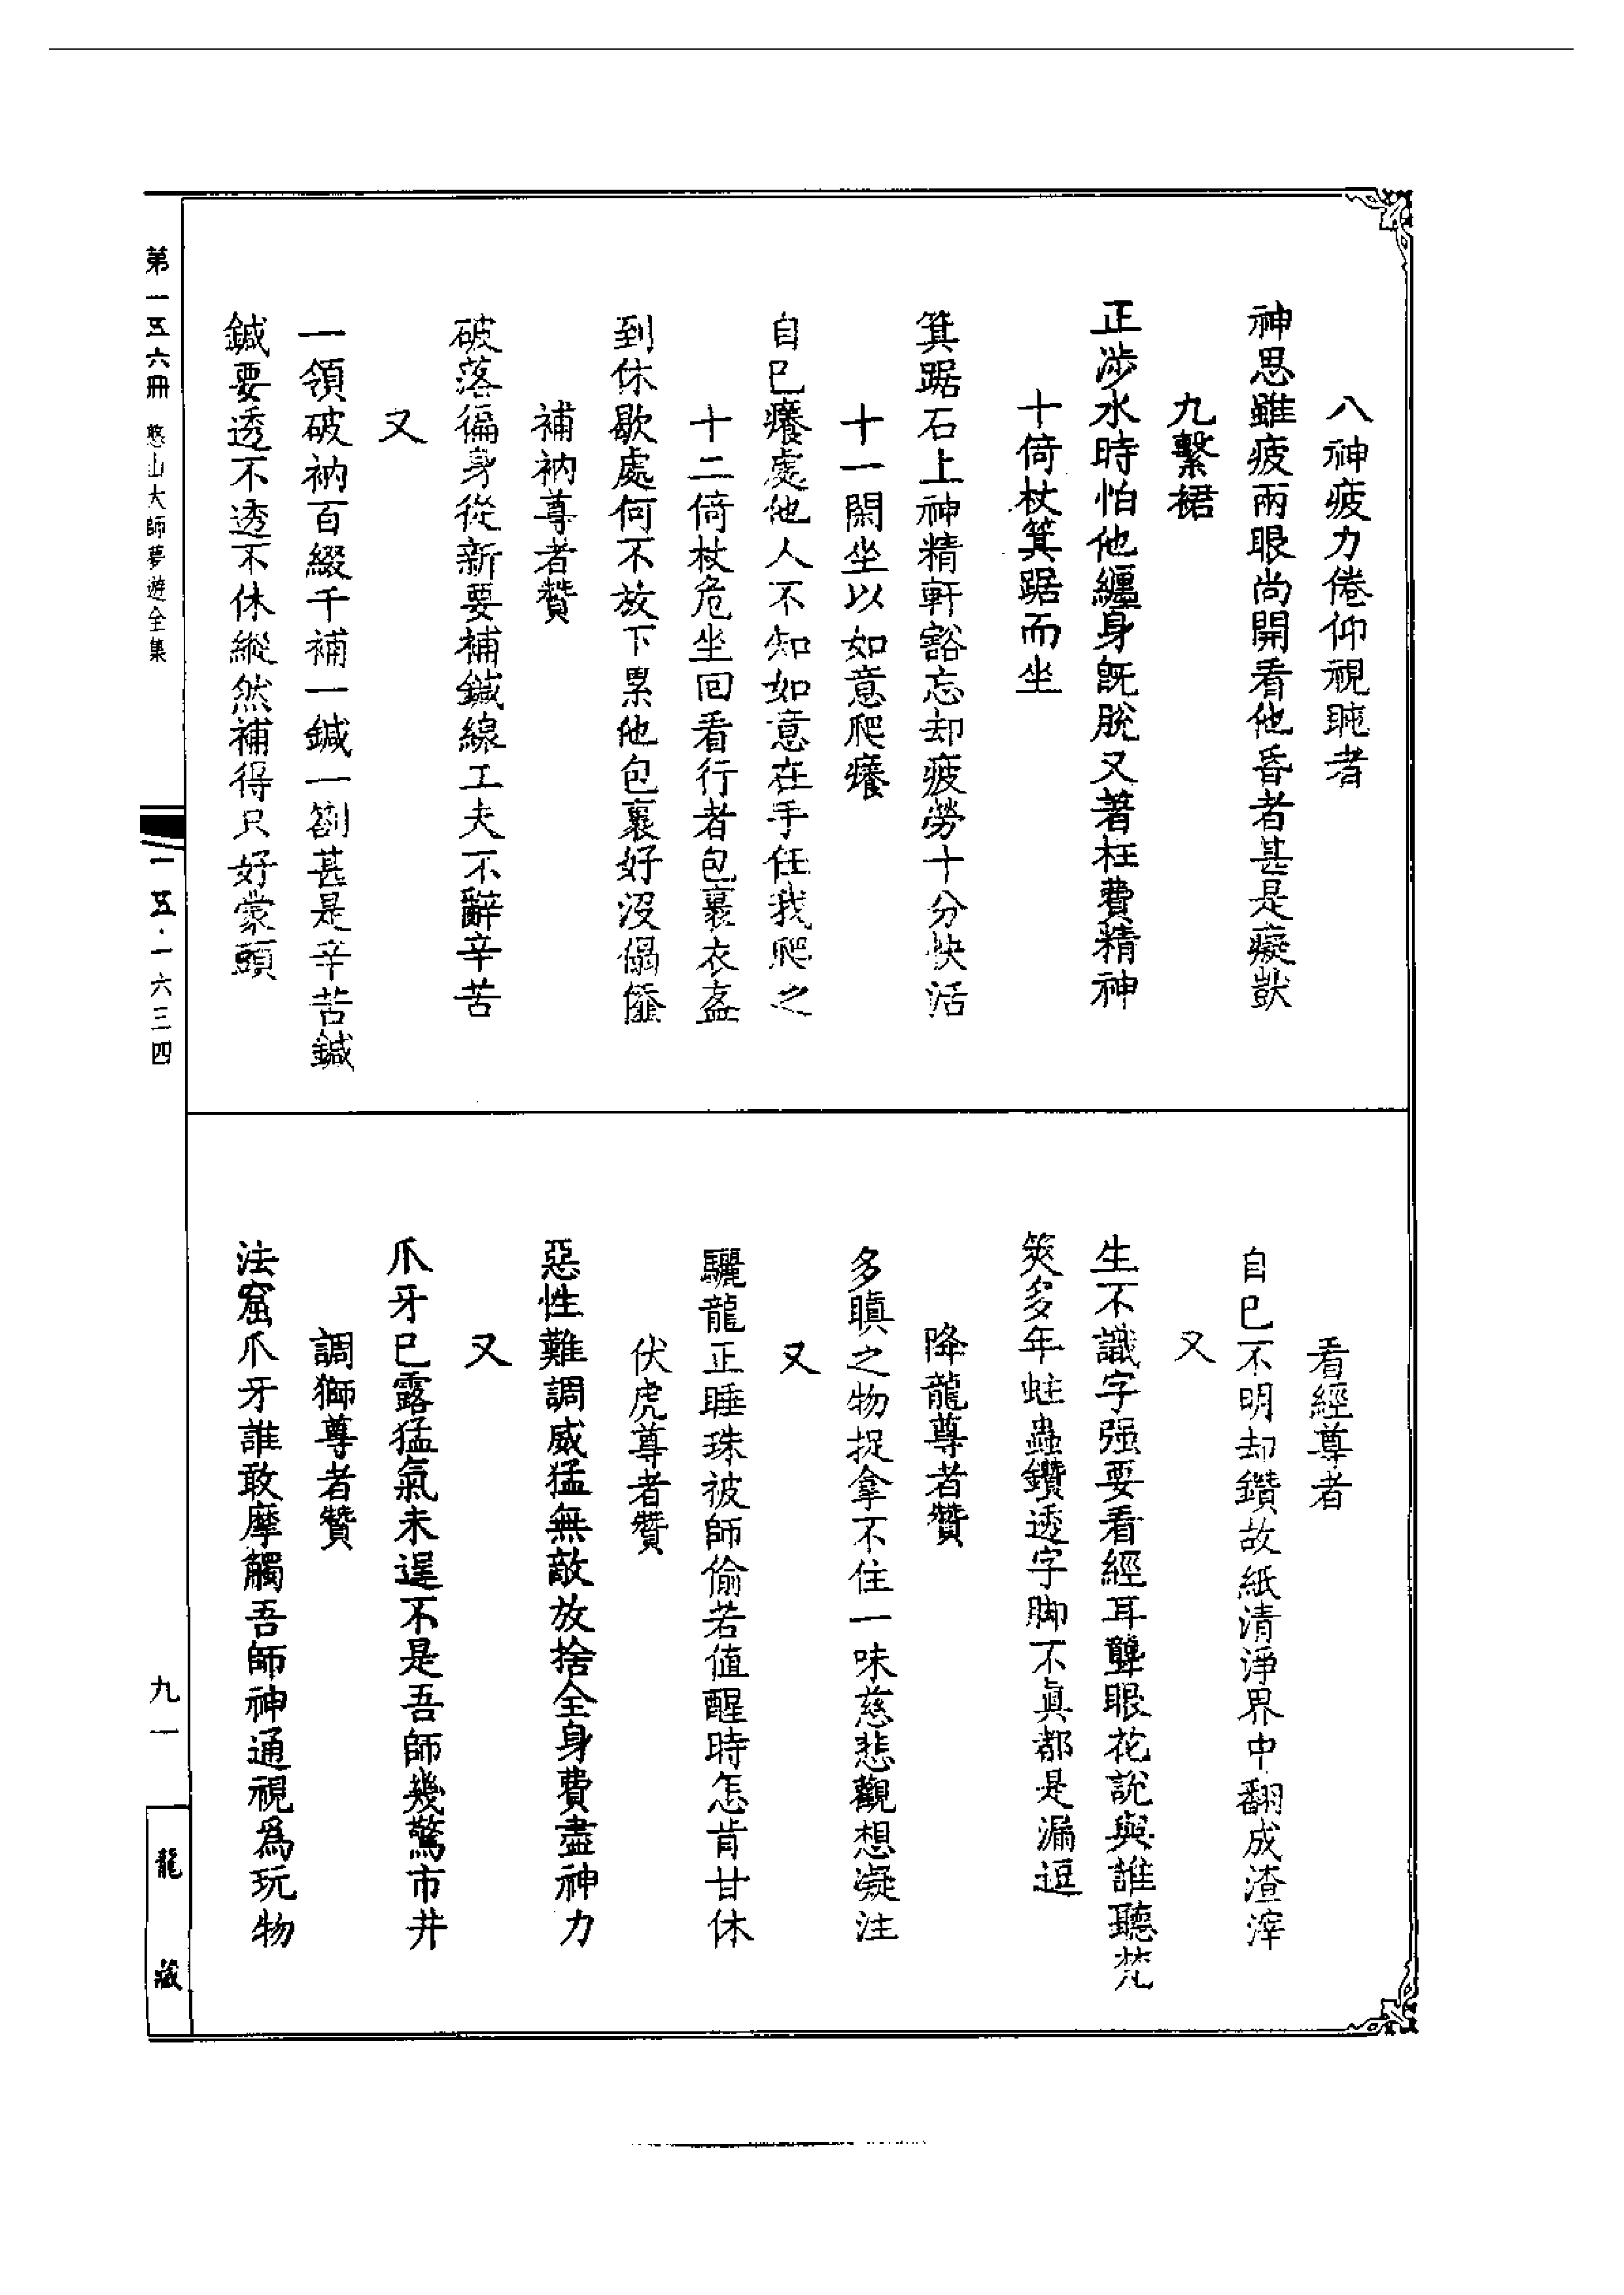 八神疲力倦仰視聴者
神思雖疲兩眼尚開看他昏者甚是癡獃
九繫裙
正涉水時怕他纏身旣脫又著枉費精神
十倚杖箕踞而坐
箕踞石上神精軒豁忘却疲勞十分快活
十一閑坐以如意爬癢
自巳癢處他人不知如意在手任我爬之
十二倚杖危坐回看行者包裹衣盋
到休歇處何不放下累他包裹好没傝𠎷
補衲尊者贊
破落徧身從新要補鍼線工夫不辭辛苦
又
一領破衲百綴千補一鍼一劄甚是辛苦鍼
鍼要透不透不休縱然補得只好蒙頭
看經尊者
自巳不明却鑽故紙清淨界中翻成渣滓
又
生不識字强要看經耳聾眼花說與誰聽梵
筴多年蛀蟲鑽透字脚不眞都是漏逗
降龍尊者贊
多瞋之物捉拿不住一味慈悲觀想凝注
又
驪龍正睡珠被師偷若值醒時怎肯甘休
伏虎尊者贊
惡性難調威猛無敵放捨全身費盡神力
又
爪牙巳露猛氣未逞不是吾師幾驚市井
調獅尊者贊
法窟爪牙誰敢摩觸吾師神通視爲玩物
第一五六冊 憨山大師夢遊全集
一五·一六三四
九一
龍藏